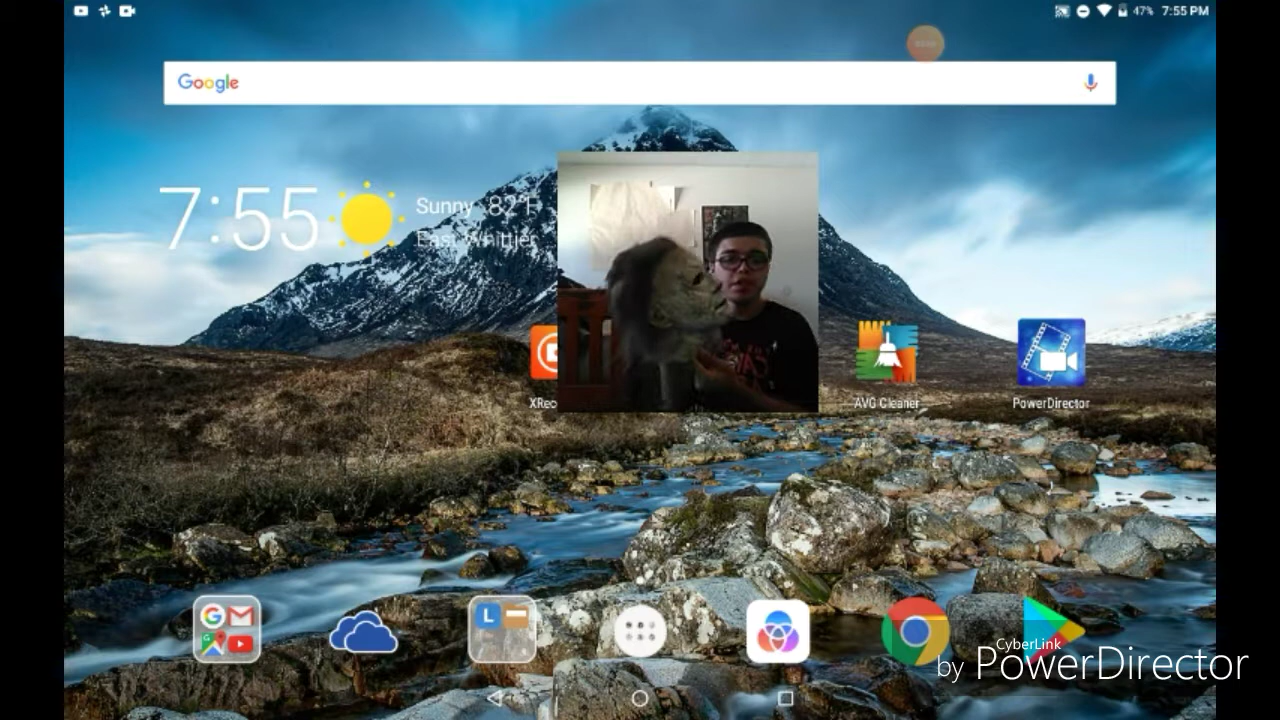 47% 7:55 PM
Google
7:55
Sunny 82°F
East Whittier
XRec
AVG Cleaner
PowerDirector
L
CyberLink
by PowerDirector